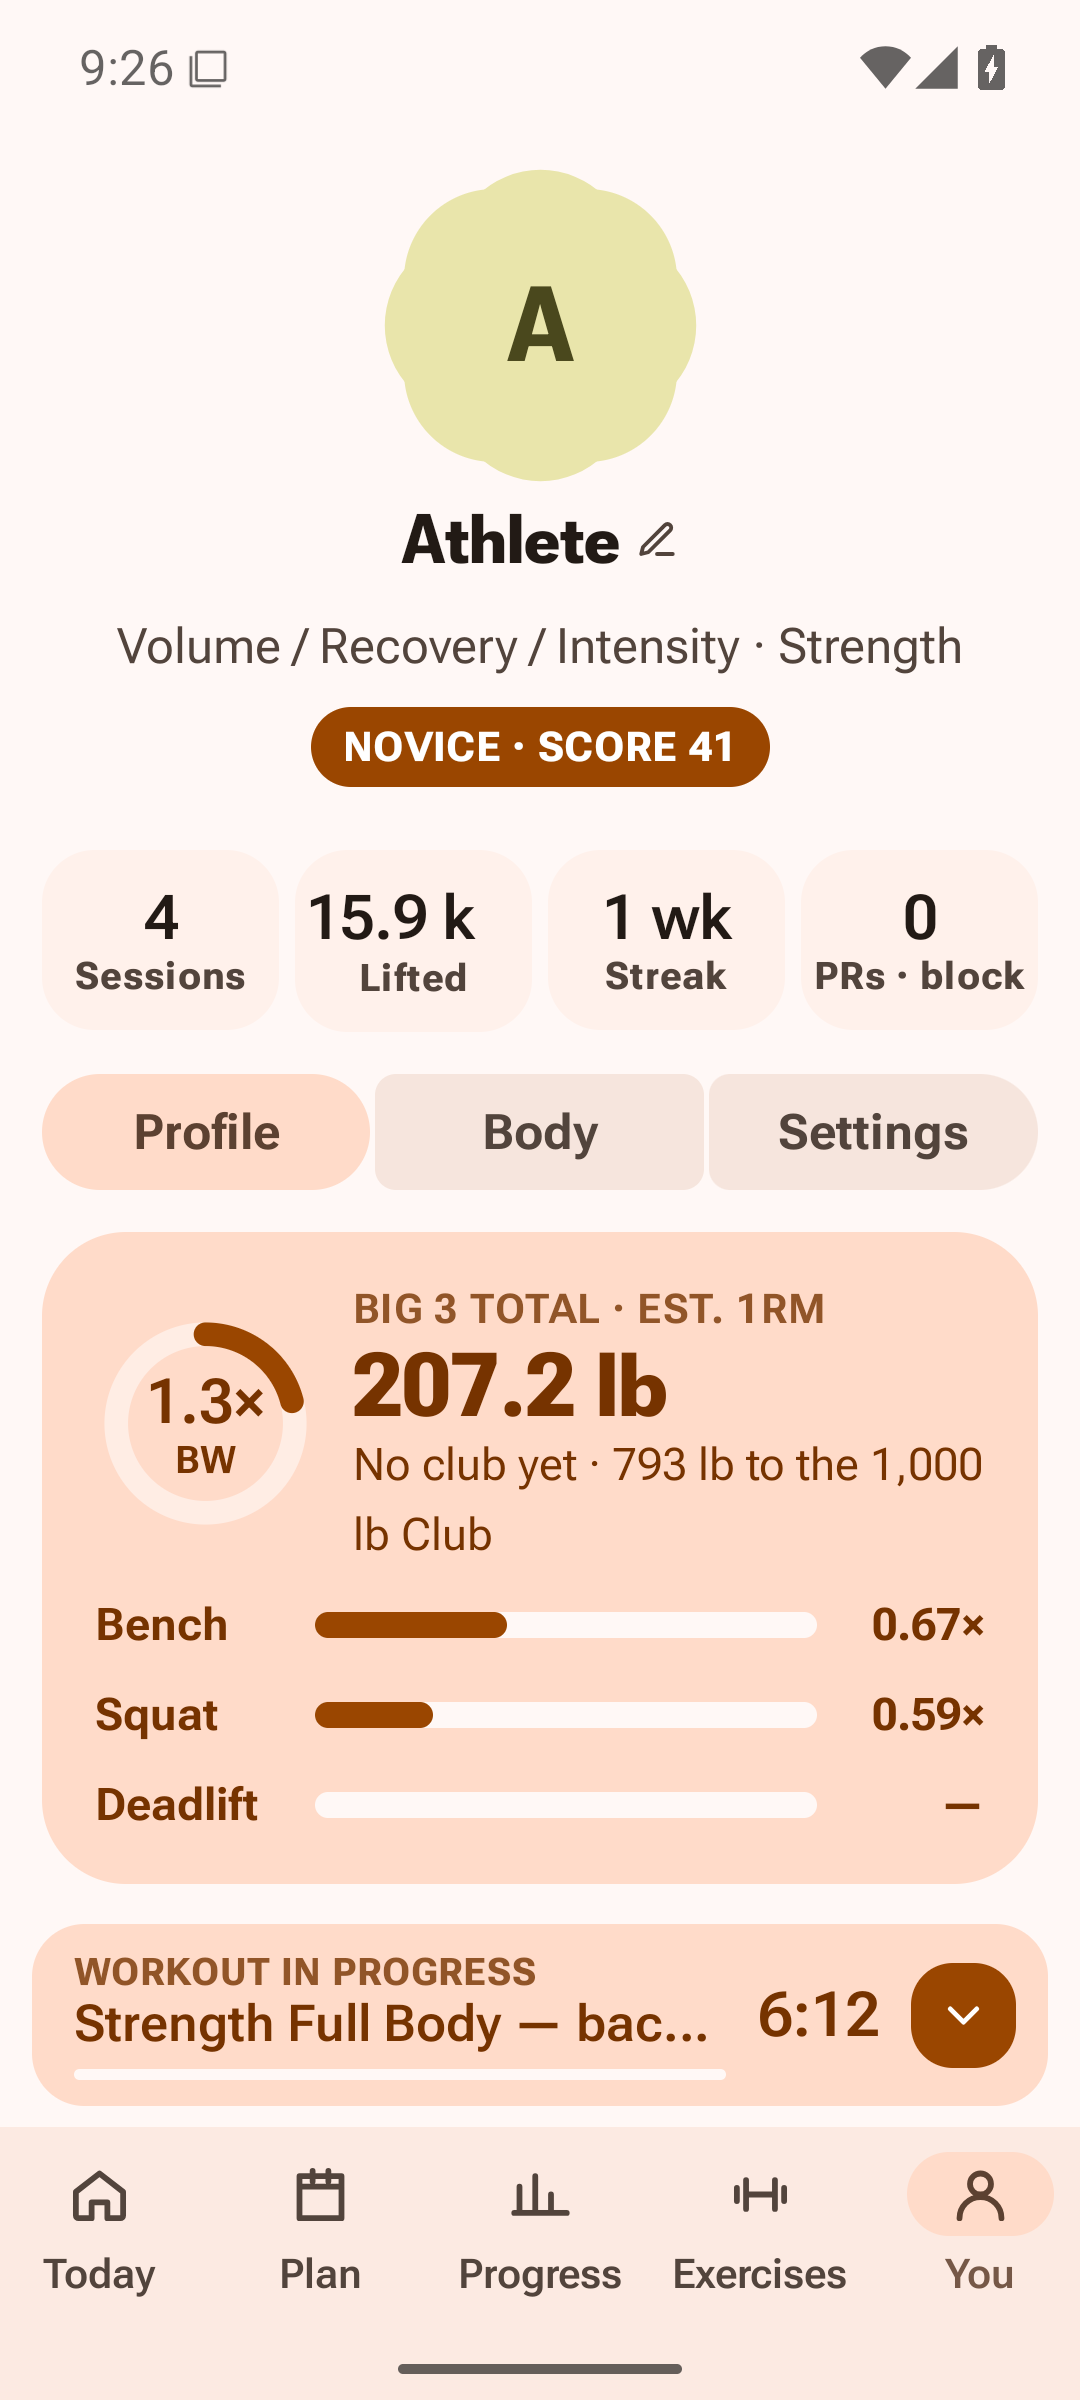 9:26
A
Athlete
Volume / Recovery / Intensity · Strength
NOVICE · SCORE 41
4
Sessions
15.9 k
Lifted
1 wk
Streak
0
PRs · block
Profile
Body
Settings
BIG 3 TOTAL · EST. 1RM
207.2 lb
No club yet · 793 lb to the 1,000
lb Club
1.3×
BW
Bench 0.67×
Squat 0.59×
Deadlift —
WORKOUT IN PROGRESS
Strength Full Body — bac...
6:12
Today
Plan
Progress
Exercises
You